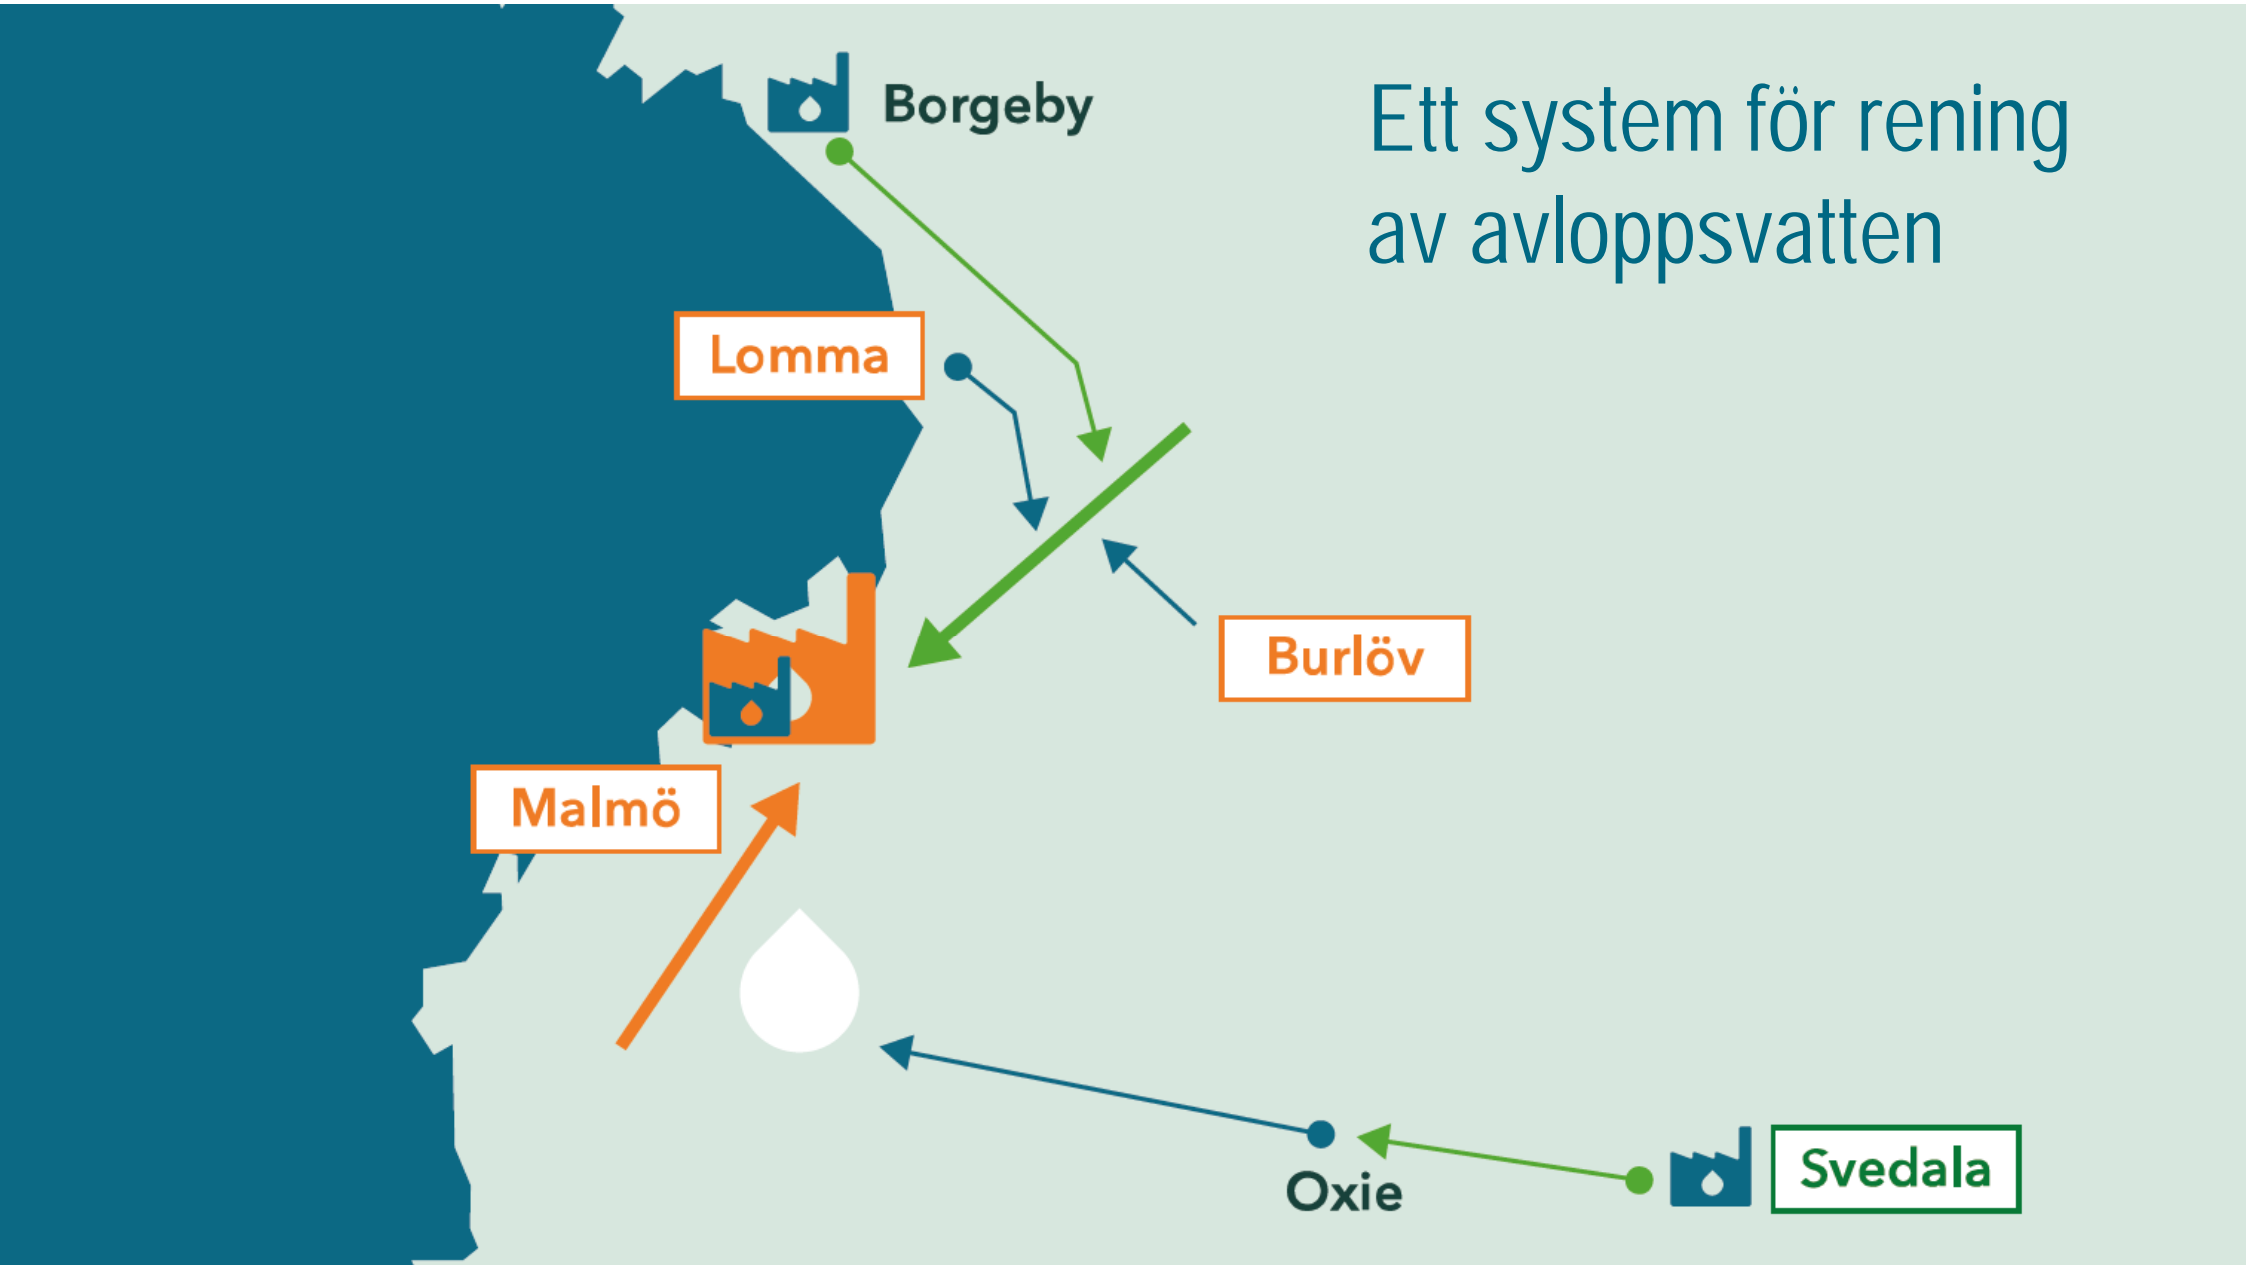 Ett system för rening
av avloppsvatten
Borgeby
Lomma
Burlöv
Malmö
Oxie
Svedala